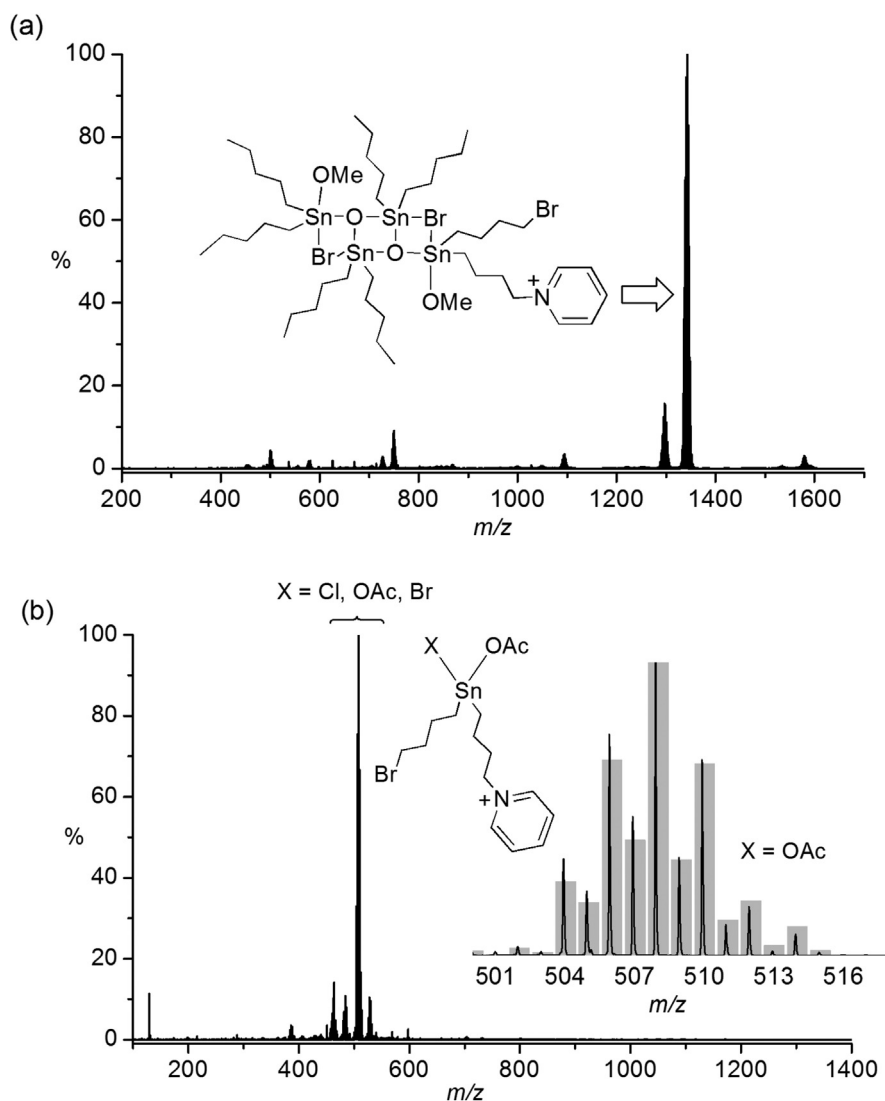 (a)
100
80
60
40
20
0
%
200 400 600 800 1000 1200 1400 1600
m/z
OMe
Sn O Sn Br
Br
Br Sn O Sn
OMe
+
N
(b)
X = Cl, OAc, Br
100
80
60
40
20
0
%
200 400 600 800 1000 1200 1400
m/z
X OAc
Sn
Br
+
N
X = OAc
501 504 507 510 513 516
m/z